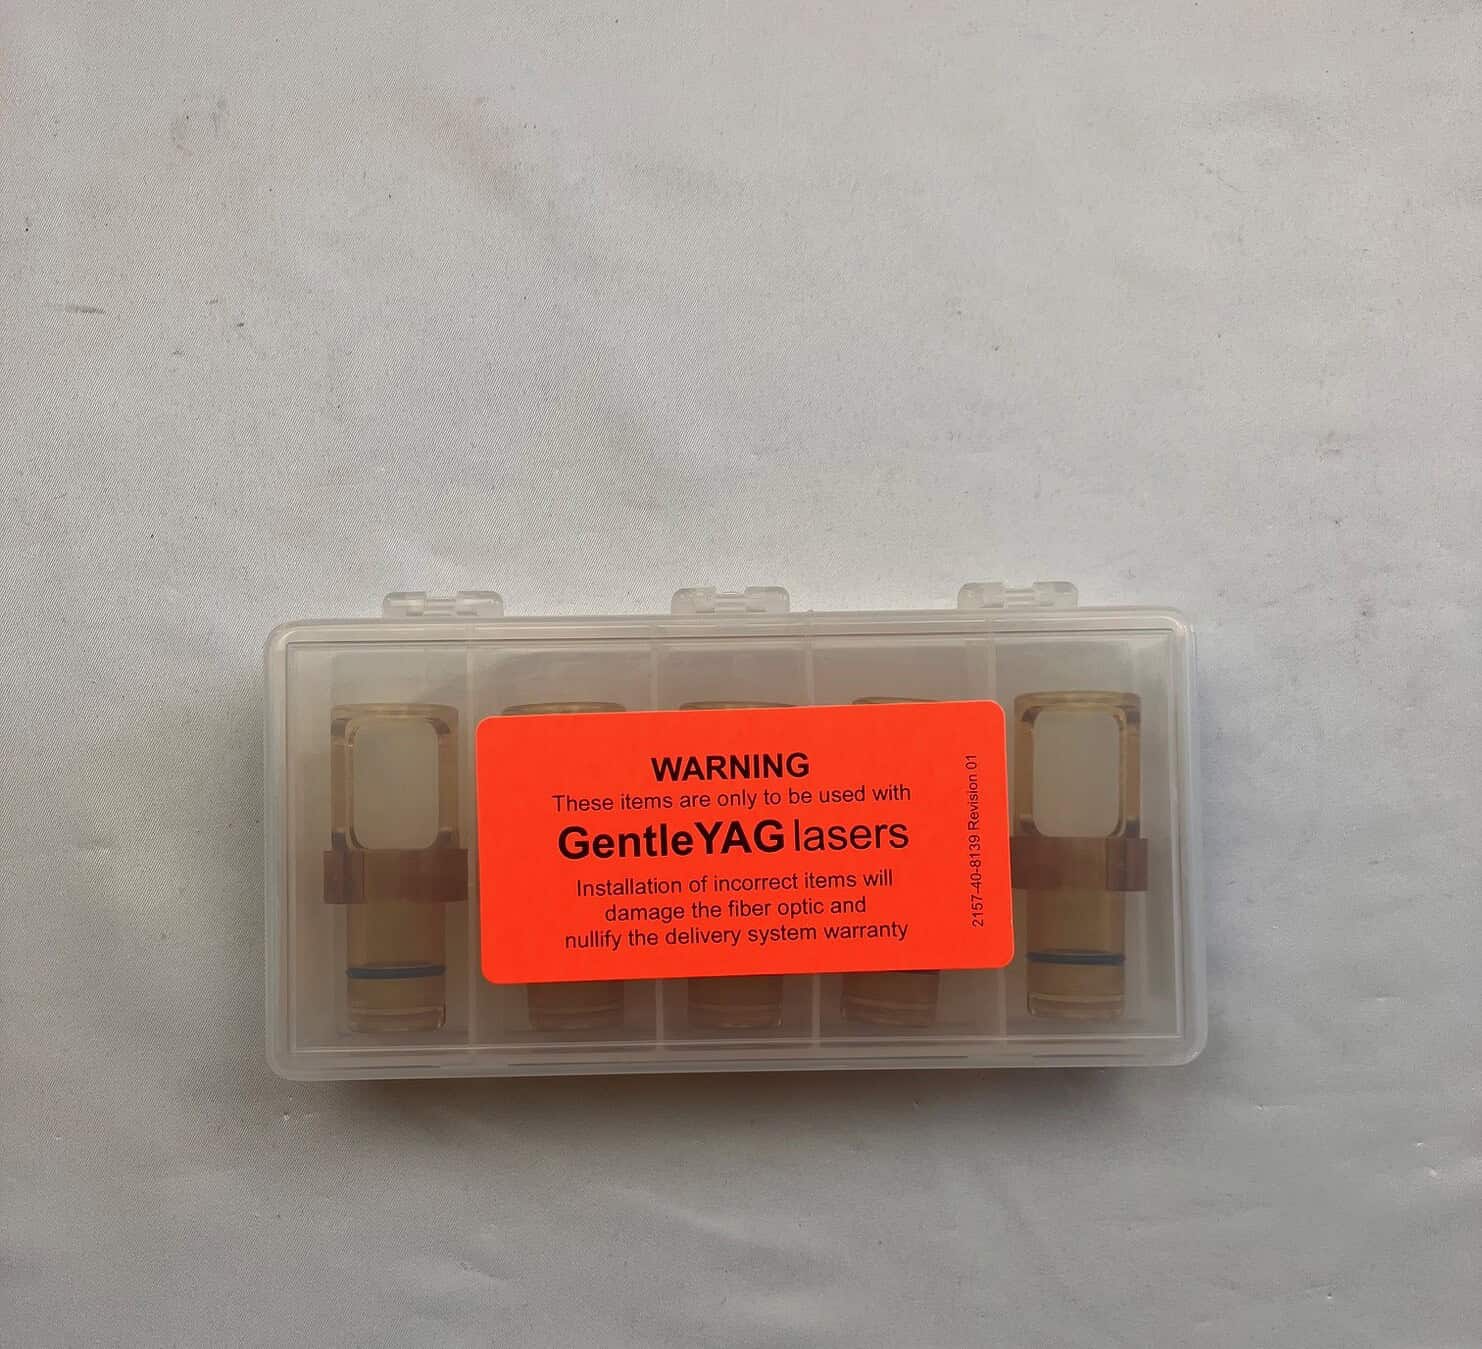 WARNING
These items are only to be used with
GentleYAG lasers
Installation of incorrect items will
damage the fiber optic and
nullify the delivery system warranty
2157-40-8139 Revision 01